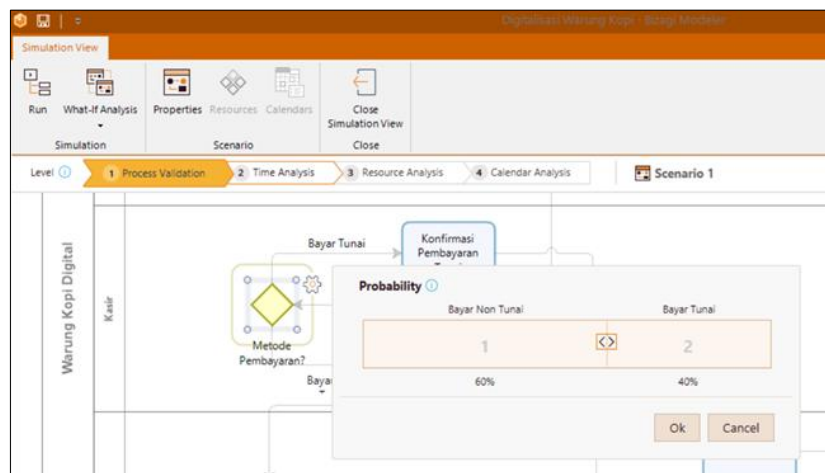 Digitalisasi Warung Kopi - Bizagi Modeler
Simulation View
Run
What-If Analysis
Properties
Resources
Calendars
Close
Simulation View
Simulation
Scenario
Close
Level
1 Process Validation
2 Time Analysis
3 Resource Analysis
4 Calendar Analysis
Scenario 1
Warung Kopi Digital
Kasir
Bayar Tunai
Konfirmasi
Pembayaran
Metode
Pembayaran?
Probability
Bayar Non Tunai
Bayar Tunai
1
2
60%
40%
Ok
Cancel